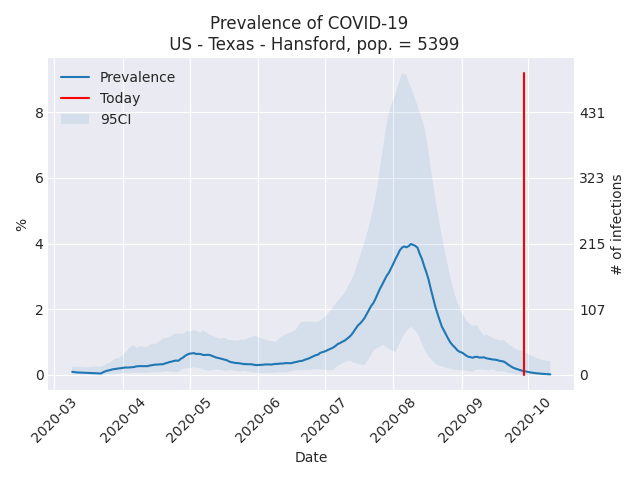 Prevalence of COVID-19
US - Texas - Hansford, pop. = 5399
Prevalence
Today
95CI
8
6
4
2
0
%
431
323
215
107
0
# of infections
2020-03
2020-04
2020-05
2020-06
2020-07
2020-08
2020-09
2020-10
Date